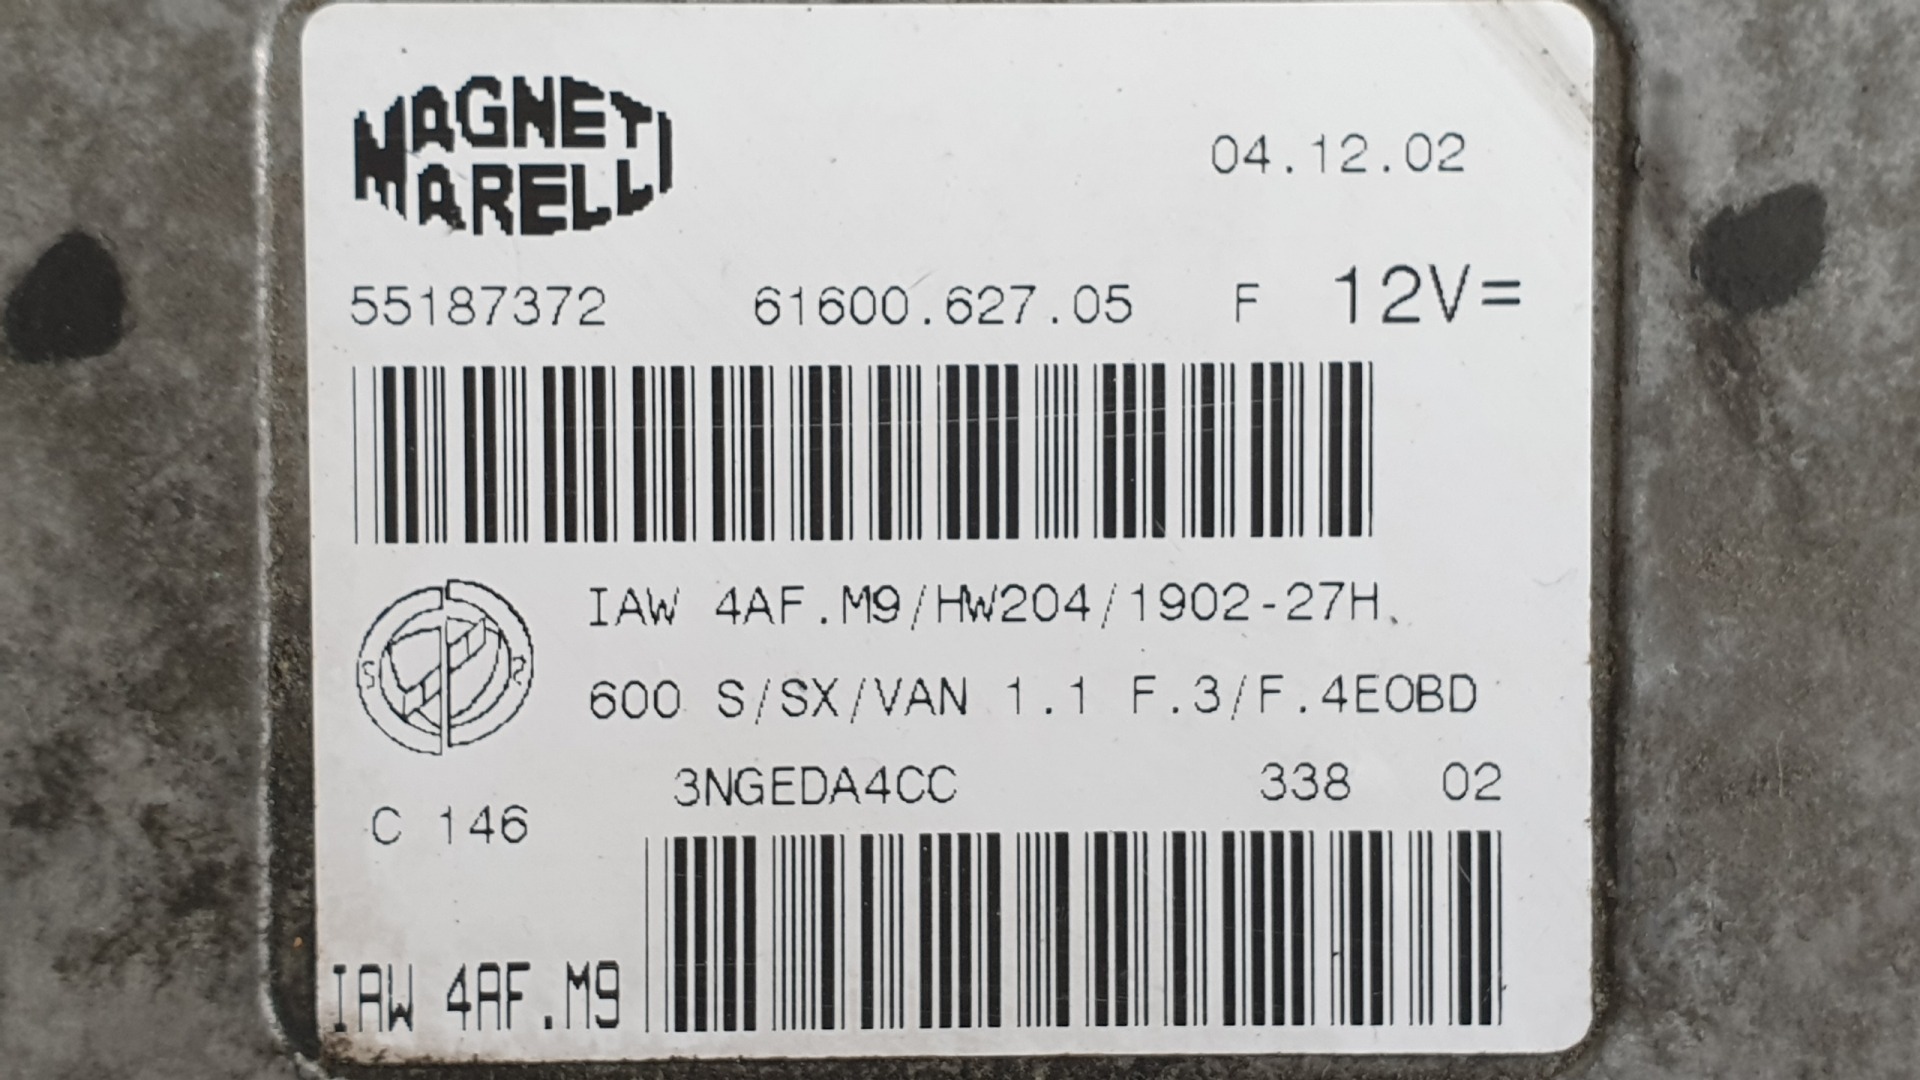 MAGNETI
MARELLI
04.12.02
55187372 61600.627.05 F 12V=
IAW 4AF.M9/HW204/1902-27H.
600 S/SX/VAN 1.1 F.3/F.4EOBD
3NGEDA4CC 338 02
C 146
IAW 4AF.M9